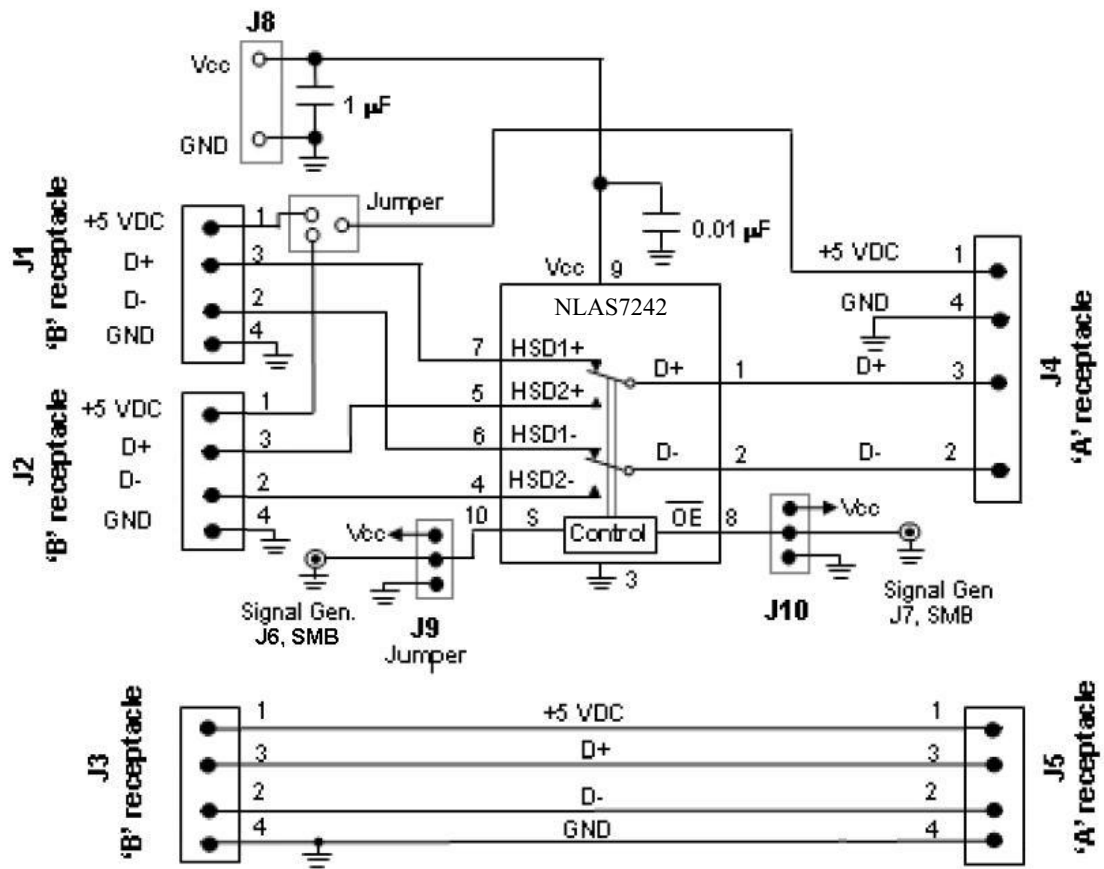 J8
Vcc
1 µF
GND
Jumper
J1
'B' receptacle
+5 VDC
1
D+
3
D-
2
GND
4
0.01 µF
Vcc
9
NLAS7242
+5 VDC
1
GND
4
D+
3
D-
2
J4
'A' receptacle
7
HSD1+
5
HSD2+
6
HSD1-
4
HSD2-
D+
1
D-
2
J2
'B' receptacle
+5 VDC
1
D+
3
D-
2
GND
4
10
S
Control
OE
8
3
Vcc
Signal Gen.
J6, SMB
J9
Jumper
Vcc
J10
Signal Gen
J7, SMB
J3
'B' receptacle
1
+5 VDC
1
3
D+
3
2
D-
2
4
GND
4
J5
'A' receptacle